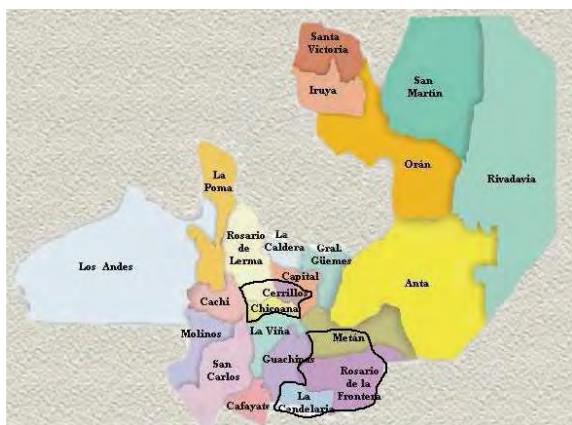 Santa
Victoria
Iruya
San
Martín
Orán
Rivadavia
La
Poma
Los Andes
Rosario
de
Lerma
La
Caldera
Gral.
Güemes
Capital
Cerrillos
Anta
Cachi
Chicoana
Molinos
La Viña
Metán
Guachipas
San
Carlos
Rosario
de la
Frontera
La
Candelaria
Cafayate